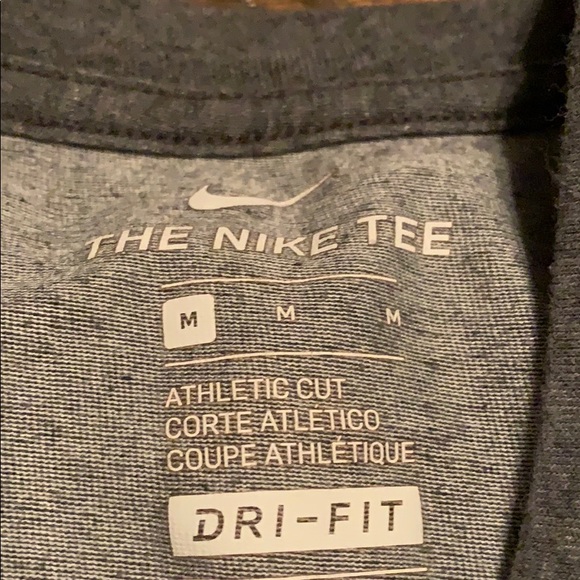 THE NIKE TEE
M M M
ATHLETIC CUT
CORTE ATLÉTICO
COUPE ATHLÉTIQUE
DRI-FIT